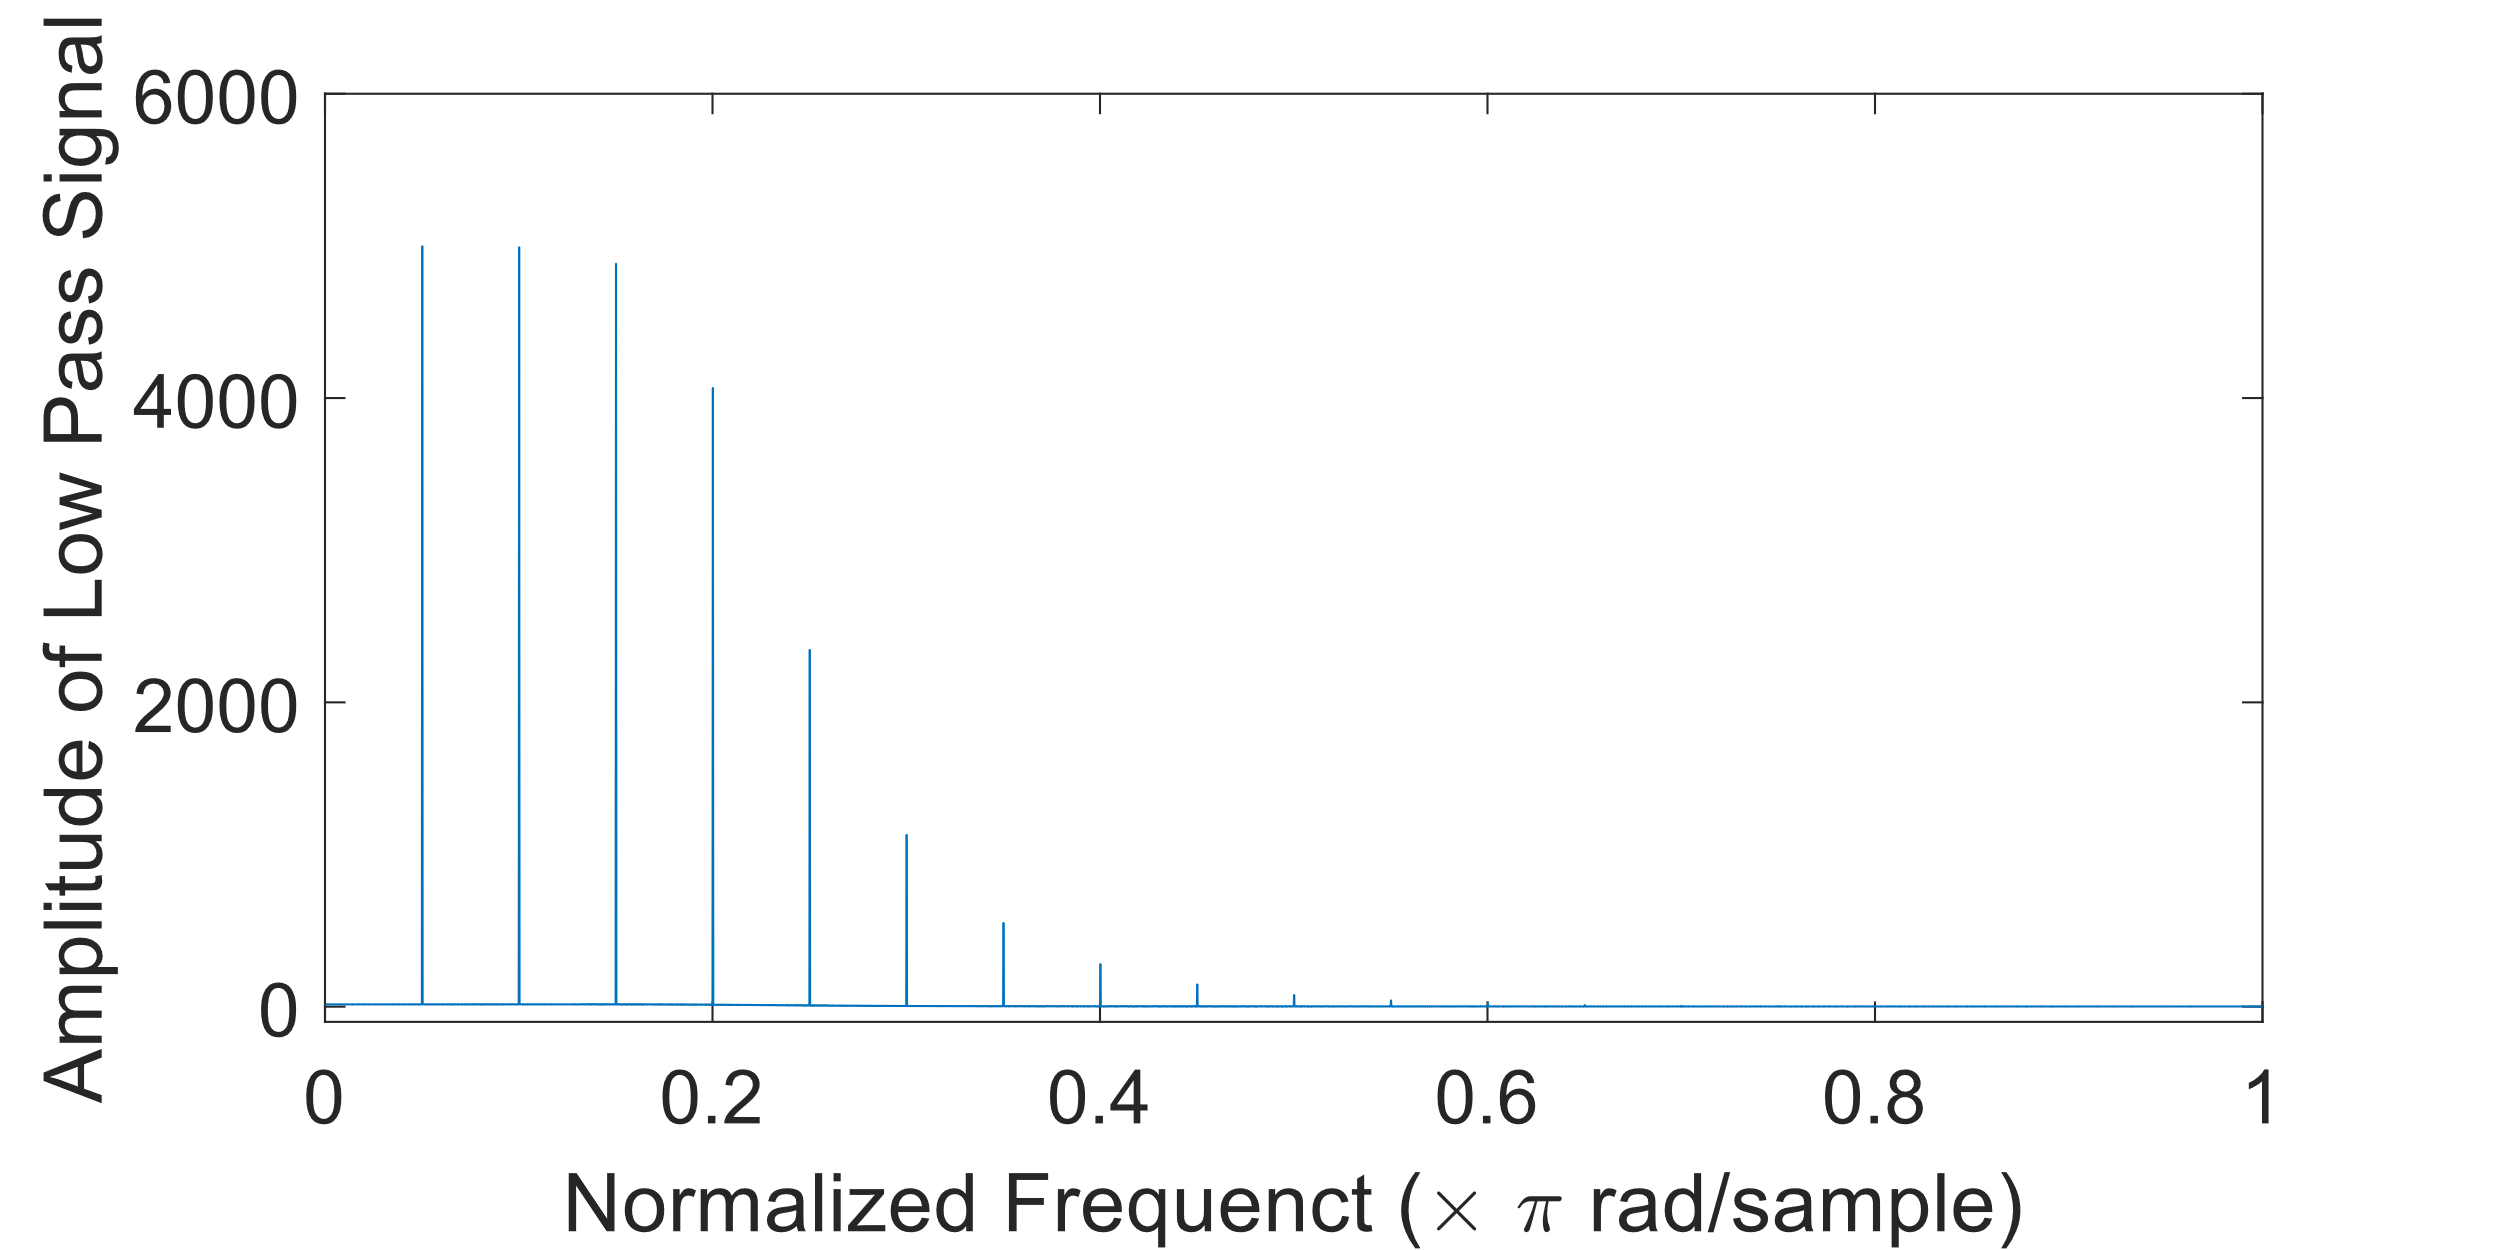 Amplitude of Low Pass Signal
6000
4000
2000
0
0 0.2 0.4 0.6 0.8 1
Normalized Frequenct (× π rad/sample)